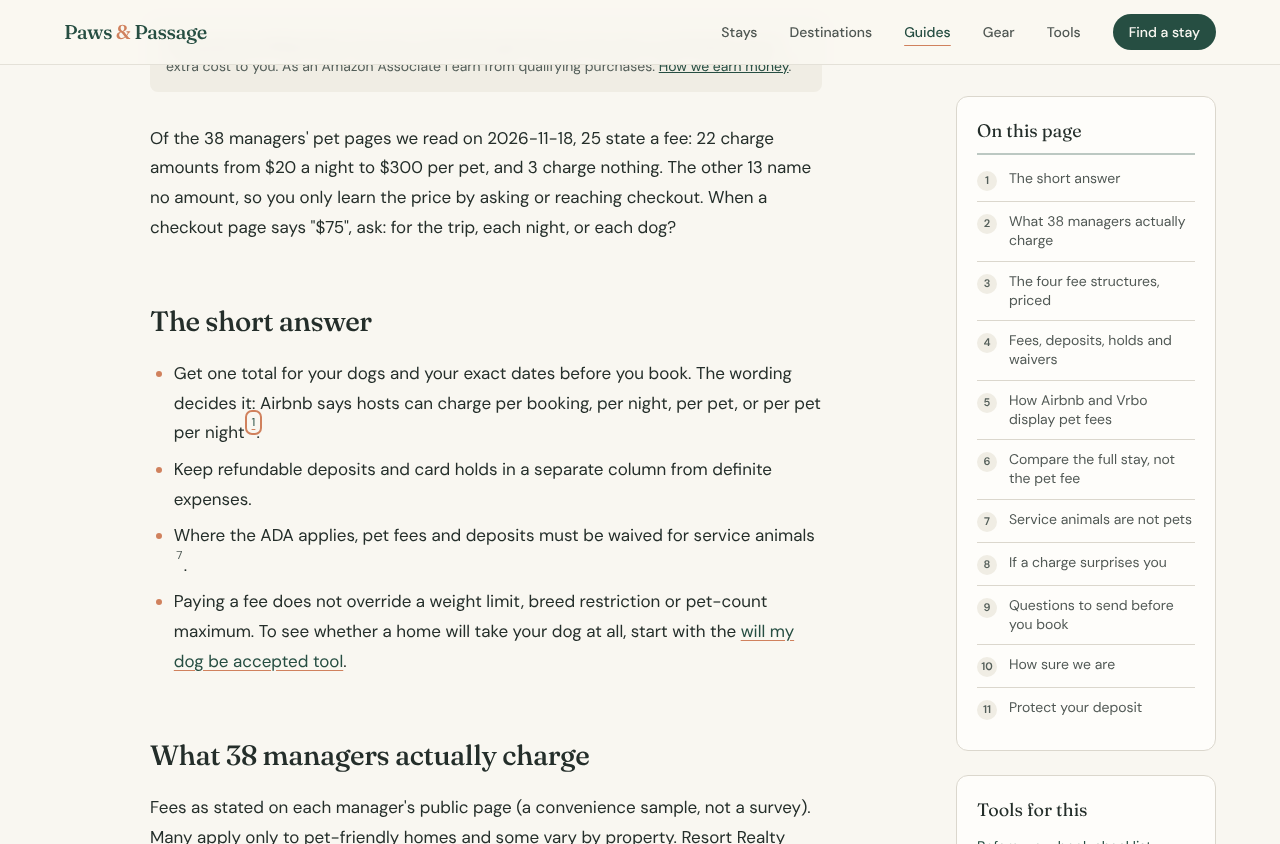 Paws & Passage
Stays
Destinations
Guides
Gear
Tools
Find a stay
extra cost to you. As an Amazon Associate I earn from qualifying purchases. How we earn money.
Of the 38 managers' pet pages we read on 2026-11-18, 25 state a fee: 22 charge
amounts from $20 a night to $300 per pet, and 3 charge nothing. The other 13 name
no amount, so you only learn the price by asking or reaching checkout. When a
checkout page says "$75", ask: for the trip, each night, or each dog?
The short answer
Get one total for your dogs and your exact dates before you book. The wording
decides it: Airbnb says hosts can charge per booking, per night, per pet, or per pet
per night 1.
Keep refundable deposits and card holds in a separate column from definite
expenses.
Where the ADA applies, pet fees and deposits must be waived for service animals
7.
Paying a fee does not override a weight limit, breed restriction or pet-count
maximum. To see whether a home will take your dog at all, start with the will my
dog be accepted tool.
What 38 managers actually charge
Fees as stated on each manager's public page (a convenience sample, not a survey).
Many apply only to pet-friendly homes and some vary by property. Resort Realty
On this page
1 The short answer
2 What 38 managers actually
charge
3 The four fee structures,
priced
4 Fees, deposits, holds and
waivers
5 How Airbnb and Vrbo
display pet fees
6 Compare the full stay, not
the pet fee
7 Service animals are not pets
8 If a charge surprises you
9 Questions to send before
you book
10 How sure we are
11 Protect your deposit
Tools for this